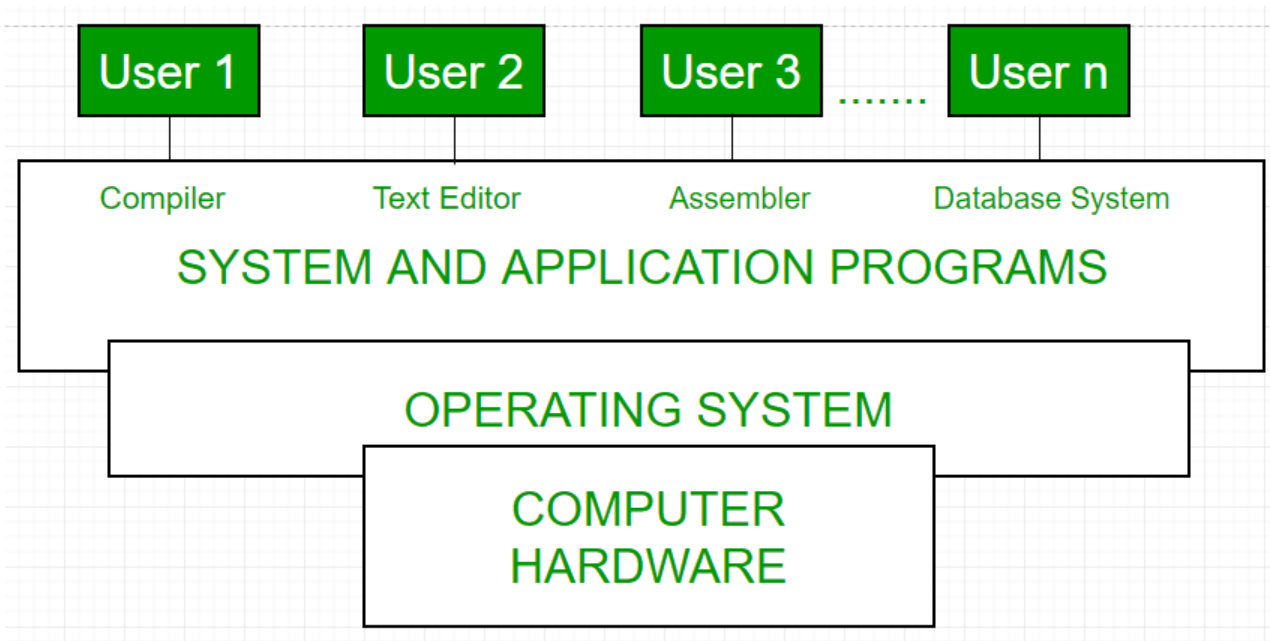 User 1 User 2 User 3 ....... User n
Compiler Text Editor Assembler Database System
SYSTEM AND APPLICATION PROGRAMS
OPERATING SYSTEM
COMPUTER
HARDWARE